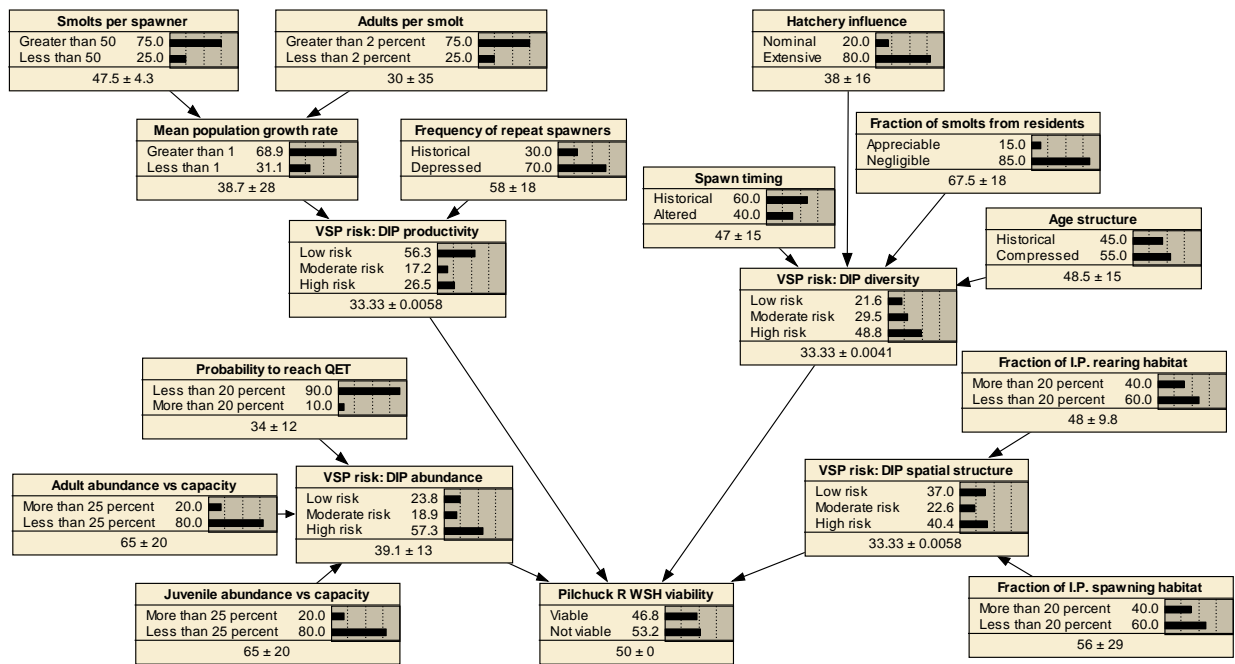 Smolts per spawner
Greater than 50 75.0
Less than 50 25.0
47.5 ± 4.3
Adults per smolt
Greater than 2 percent 75.0
Less than 2 percent 25.0
30 ± 35
Hatchery influence
Nominal 20.0
Extensive 80.0
38 ± 16
Mean population growth rate
Greater than 1 68.9
Less than 1 31.1
38.7 ± 28
Frequency of repeat spawners
Historical 30.0
Depressed 70.0
58 ± 18
Fraction of smolts from residents
Appreciable 15.0
Negligible 85.0
67.5 ± 18
Spawn timing
Historical 60.0
Altered 40.0
47 ± 15
Age structure
Historical 45.0
Compressed 55.0
48.5 ± 15
VSP risk: DIP productivity
Low risk 56.3
Moderate risk 17.2
High risk 26.5
33.33 ± 0.0058
VSP risk: DIP diversity
Low risk 21.6
Moderate risk 29.5
High risk 48.8
33.33 ± 0.0041
Probability to reach QET
Less than 20 percent 90.0
More than 20 percent 10.0
34 ± 12
Fraction of I.P. rearing habitat
More than 20 percent 40.0
Less than 20 percent 60.0
48 ± 9.8
Adult abundance vs capacity
More than 25 percent 20.0
Less than 25 percent 80.0
65 ± 20
VSP risk: DIP abundance
Low risk 23.8
Moderate risk 18.9
High risk 57.3
39.1 ± 13
VSP risk: DIP spatial structure
Low risk 37.0
Moderate risk 22.6
High risk 40.4
33.33 ± 0.0058
Juvenile abundance vs capacity
More than 25 percent 20.0
Less than 25 percent 80.0
65 ± 20
Pilchuck R WSH viability
Viable 46.8
Not viable 53.2
50 ± 0
Fraction of I.P. spawning habitat
More than 20 percent 40.0
Less than 20 percent 60.0
56 ± 29